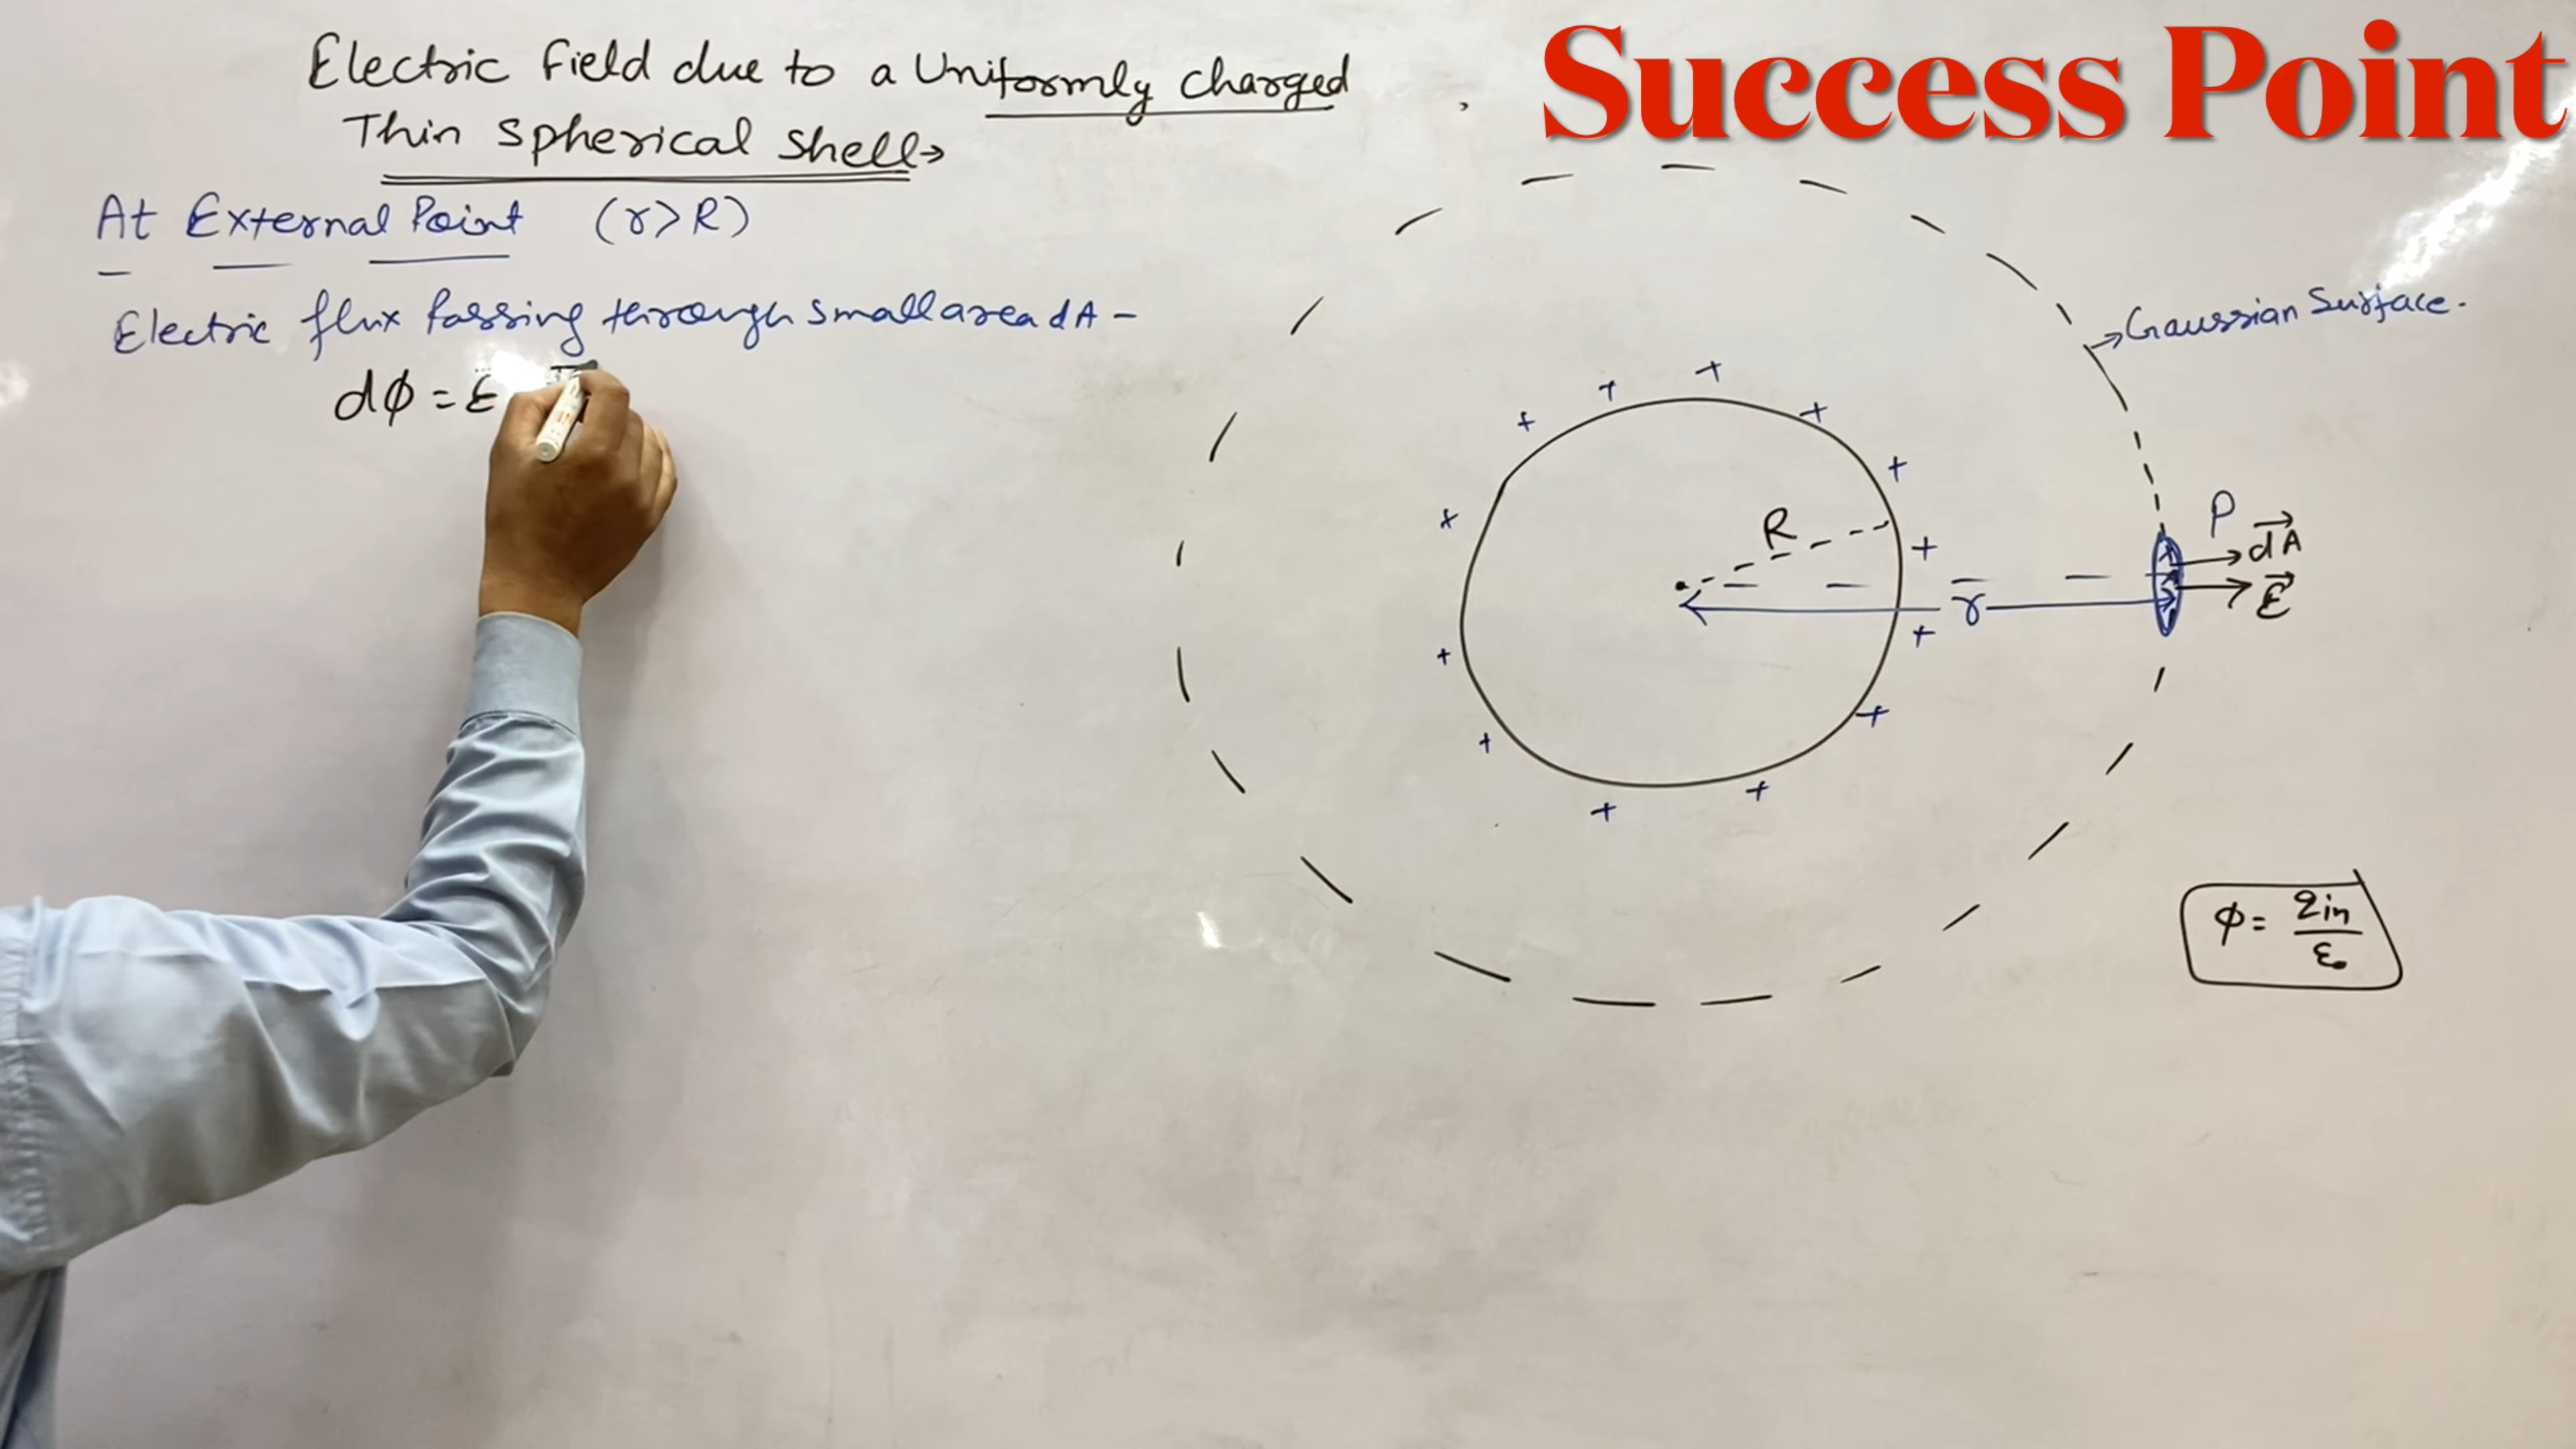 Success Point
Electric field due to a Uniformly charged
Thin Spherical Shell→
At External Point (r>R)
Electric flux Passing through small area dA -
dϕ = E
→Gaussian Surface.
R
P
dA
r
E
ϕ = qin / ε₀